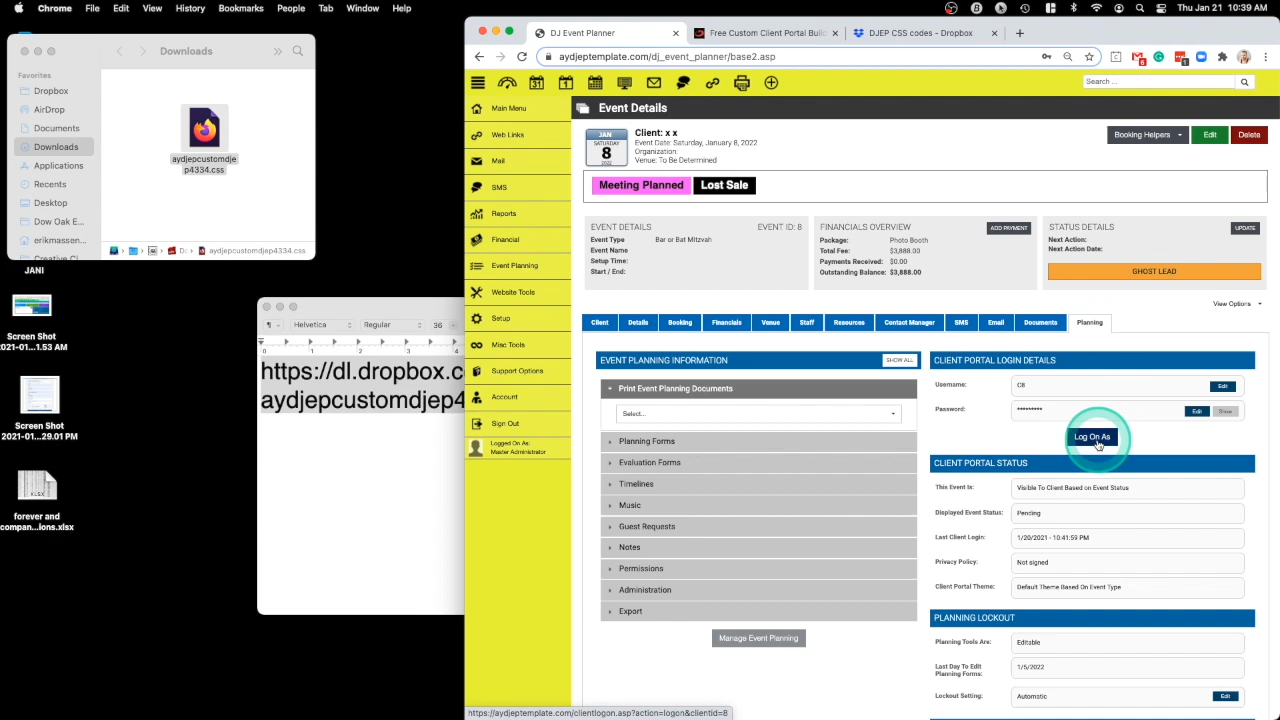 Chrome File Edit View History Bookmarks People Tab Window Help
Thu Jan 21 10:39 AM
Downloads
Favorites
Dropbox
AirDrop
Documents
Downloads
Applications
Recents
Desktop
Dow Oak E...
erikmassen...
Creative Cl
aydjepcustomdje
p4334.css
D:
aydjepcustomdjep4334.css
JANI
Screen Shot
2021-01...1.53 AM
Screen Shot
2021-01...29.01 PM
XLSX
forever and
compan...ions.xlsx
Helvetica
Regular
36
0 1 2 3 4
https://dl.dropbox.c
aydjepcustomdjep4
DJ Event Planner
Free Custom Client Portal Build
DJEP CSS codes - Dropbox
aydjeptemplate.com/dj_event_planner/base2.asp
Search ...
Main Menu
Web Links
Mail
SMS
Reports
Financial
Event Planning
Website Tools
Setup
Misc Tools
Support Options
Account
Sign Out
Logged On As:
Master Administrator
Event Details
JAN
SATURDAY
8
2022
Client: x x
Event Date: Saturday, January 8, 2022
Organization:
Venue: To Be Determined
Booking Helpers
Edit
Delete
Meeting Planned
Lost Sale
EVENT DETAILS
EVENT ID: 8
Event Type Bar or Bat Mitzvah
Event Name
Setup Time:
Start / End:
FINANCIALS OVERVIEW
ADD PAYMENT
Package: Photo Booth
Total Fee: $3,888.00
Payments Received: $0.00
Outstanding Balance: $3,888.00
STATUS DETAILS
UPDATE
Next Action:
Next Action Date:
GHOST LEAD
View Options
Client Details Booking Financials Venue Staff Resources Contact Manager SMS Email Documents Planning
EVENT PLANNING INFORMATION
SHOW ALL
Print Event Planning Documents
Select...
Planning Forms
Evaluation Forms
Timelines
Music
Guest Requests
Notes
Permissions
Administration
Export
Manage Event Planning
CLIENT PORTAL LOGIN DETAILS
Username: C8 Edit
Password: ********* Edit Show
Log On As
CLIENT PORTAL STATUS
This Event Is: Visible To Client Based on Event Status
Displayed Event Status: Pending
Last Client Login: 1/20/2021 - 10:41:59 PM
Privacy Policy: Not signed
Client Portal Theme: Default Theme Based On Event Type
PLANNING LOCKOUT
Planning Tools Are: Editable
Last Day To Edit
Planning Forms: 1/5/2022
Lockout Setting: Automatic Edit
https://aydjeptemplate.com/clientlogon.asp?action=logon&clientid=8